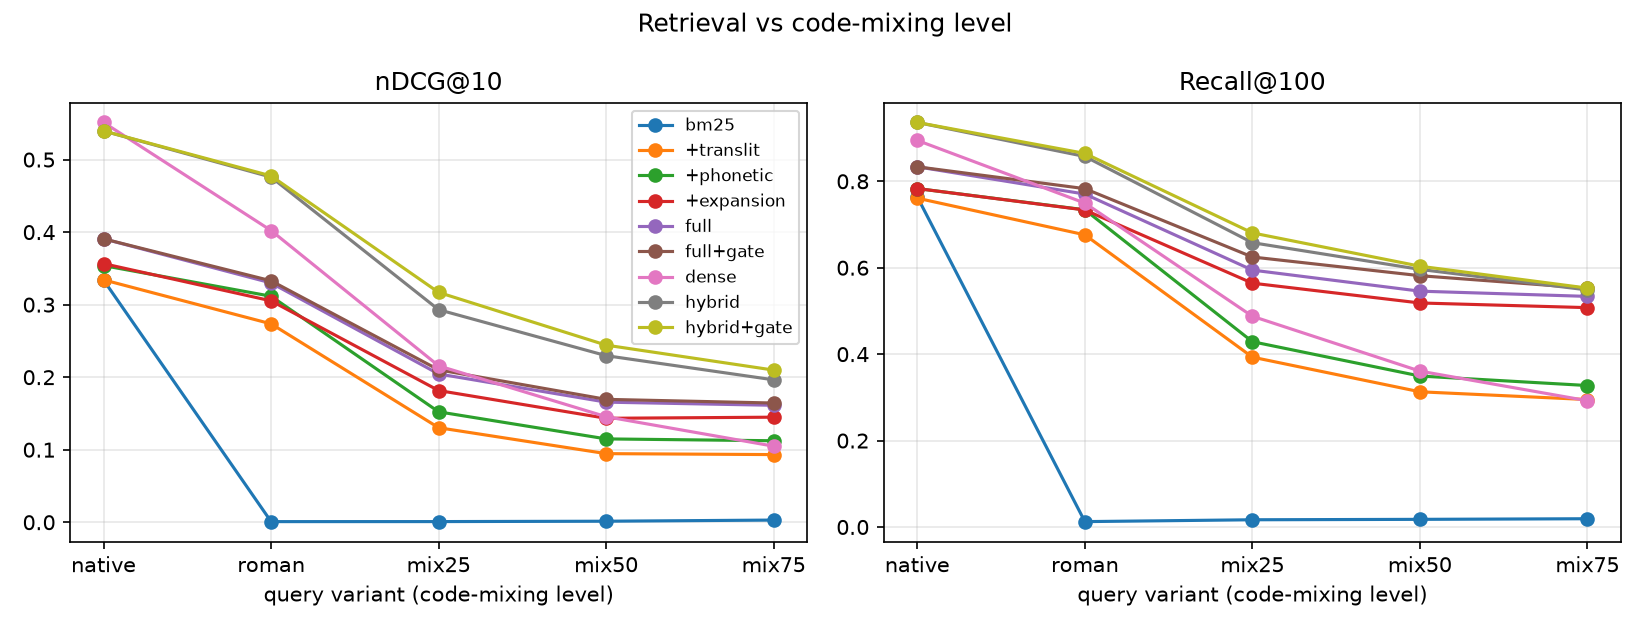 Retrieval vs code-mixing level
nDCG@10
0.5
0.4
0.3
0.2
0.1
0.0
native roman mix25 mix50 mix75
query variant (code-mixing level)
bm25
+translit
+phonetic
+expansion
full
full+gate
dense
hybrid
hybrid+gate
Recall@100
0.8
0.6
0.4
0.2
0.0
native roman mix25 mix50 mix75
query variant (code-mixing level)